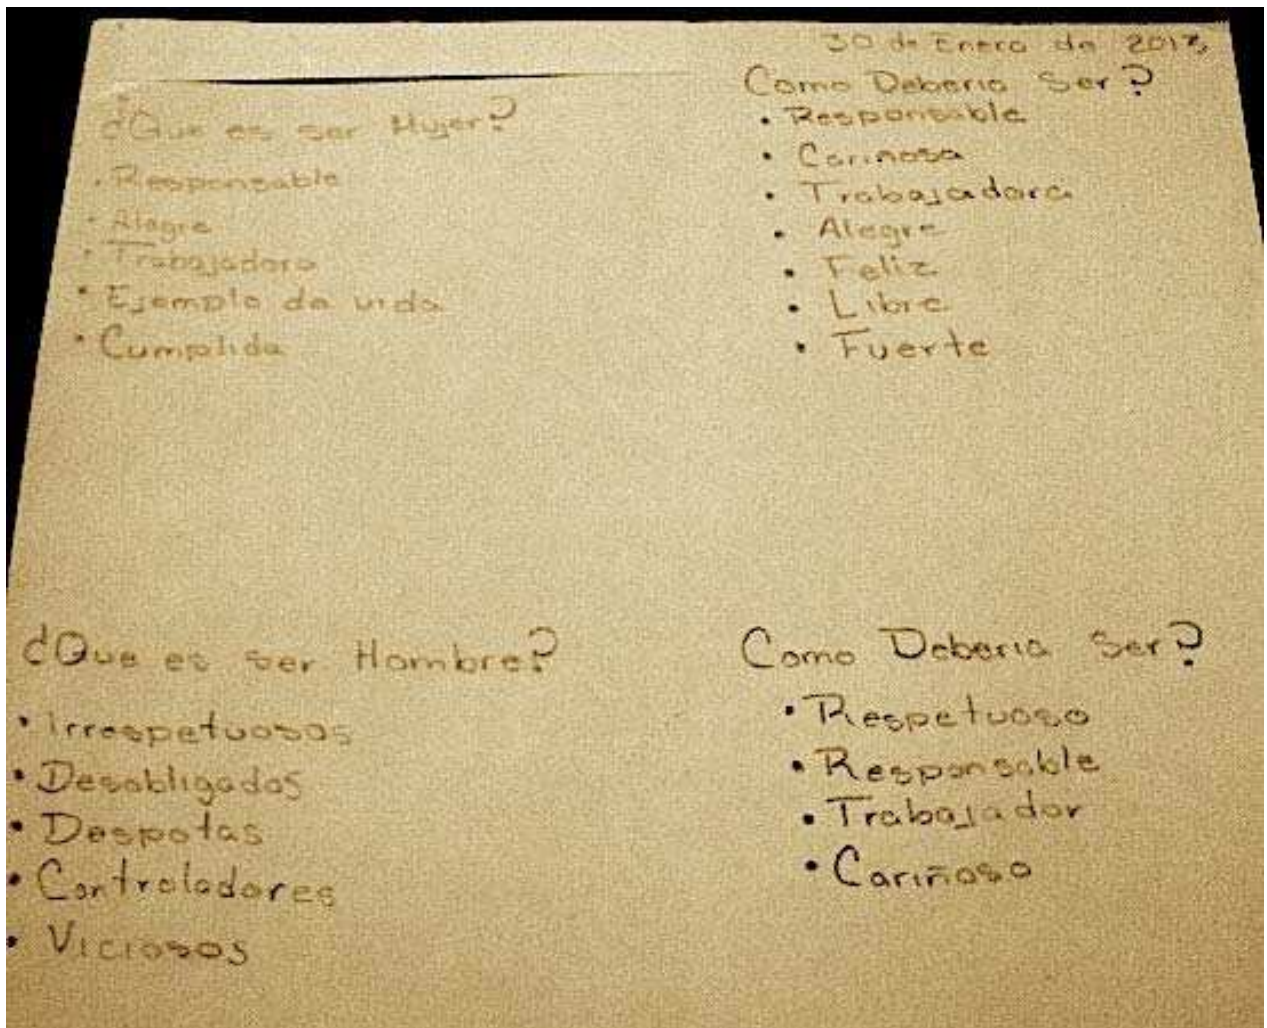 30 de Enero de
¿Que es ser Mujer?
• Responsable
• Alegre
• Trabajadora
• Ejemplo de vida
• Cumplida
Como Deberia Ser?
• Responsable
• Cariñosa
• Trabajadora
• Alegre
• Feliz
• Libre
• Fuerte
¿Que es ser Hombre?
• Irrespetuosos
• Desobligados
• Despotas
• Controladores
• Viciosos
Como Deberia Ser?
• Respetuoso
• Responsable
• Trabajador
• Cariñoso